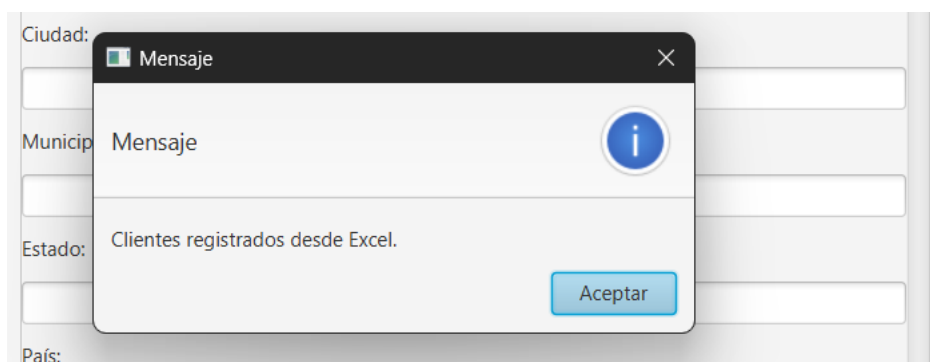 Ciudad:
Mensaje
Municip
Mensaje
i
Clientes registrados desde Excel.
Estado:
Aceptar
País: